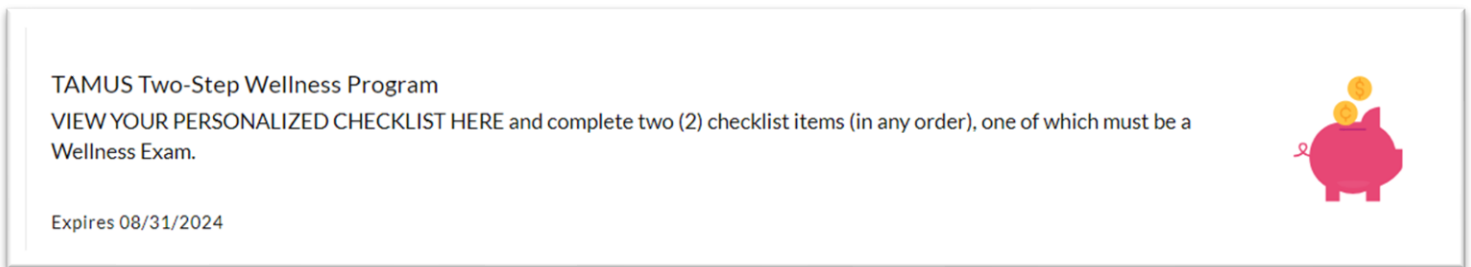 TAMUS Two-Step Wellness Program
VIEW YOUR PERSONALIZED CHECKLIST HERE and complete two (2) checklist items (in any order), one of which must be a
Wellness Exam.
Expires 08/31/2024
$
¢